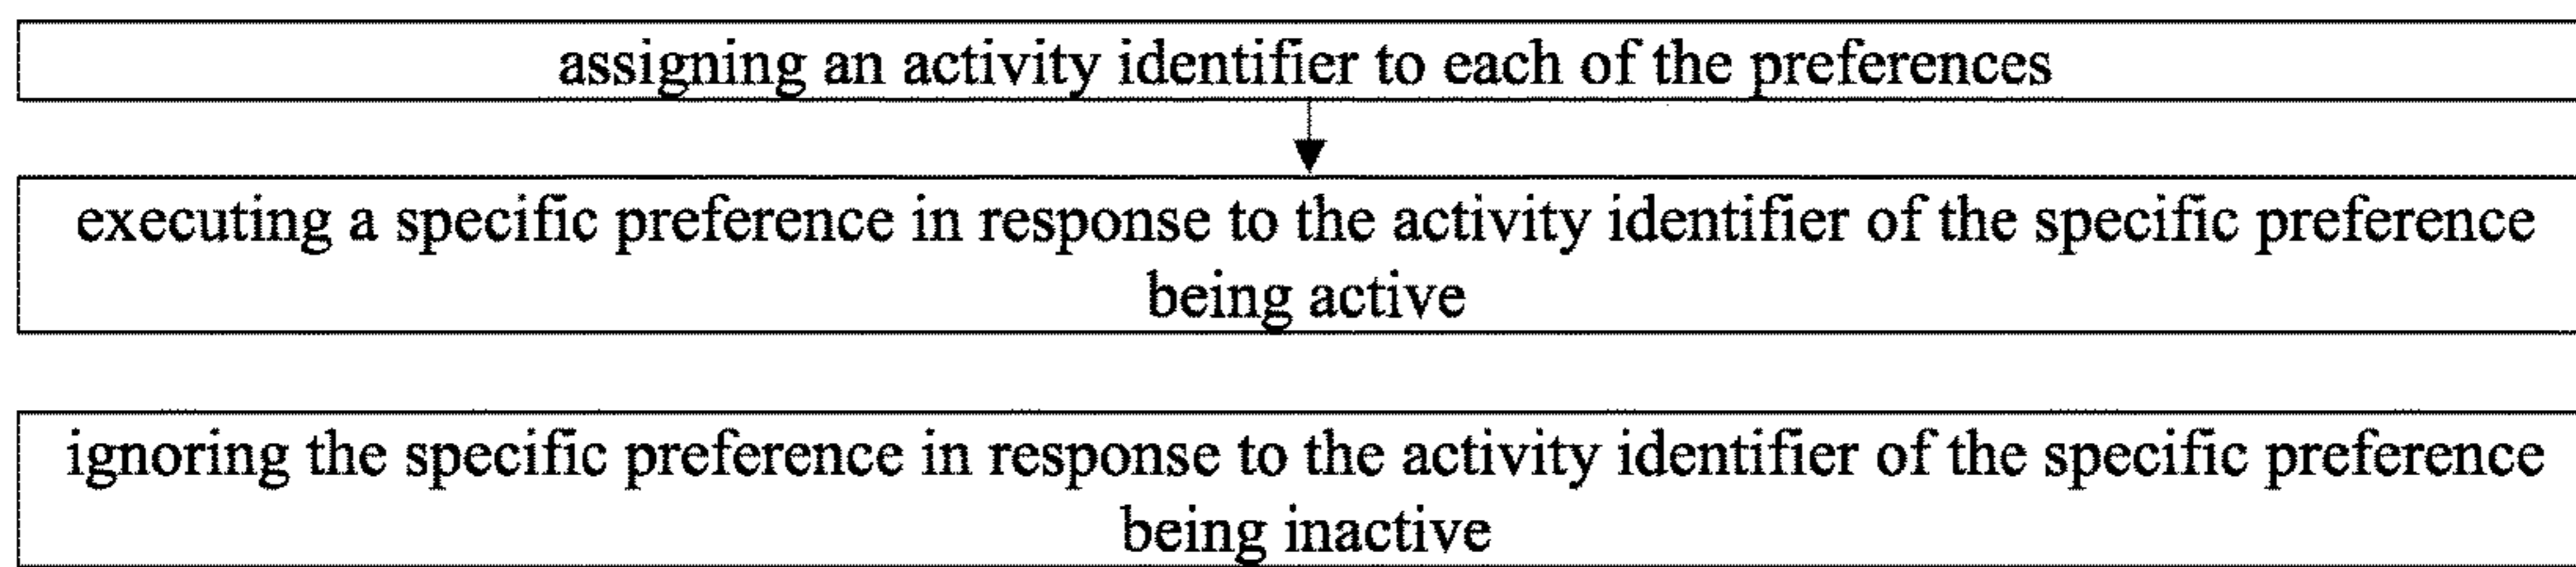 assigning an activity identifier to each of the preferences
executing a specific preference in response to the activity identifier of the specific preference
being active
ignoring the specific preference in response to the activity identifier of the specific preference
being inactive